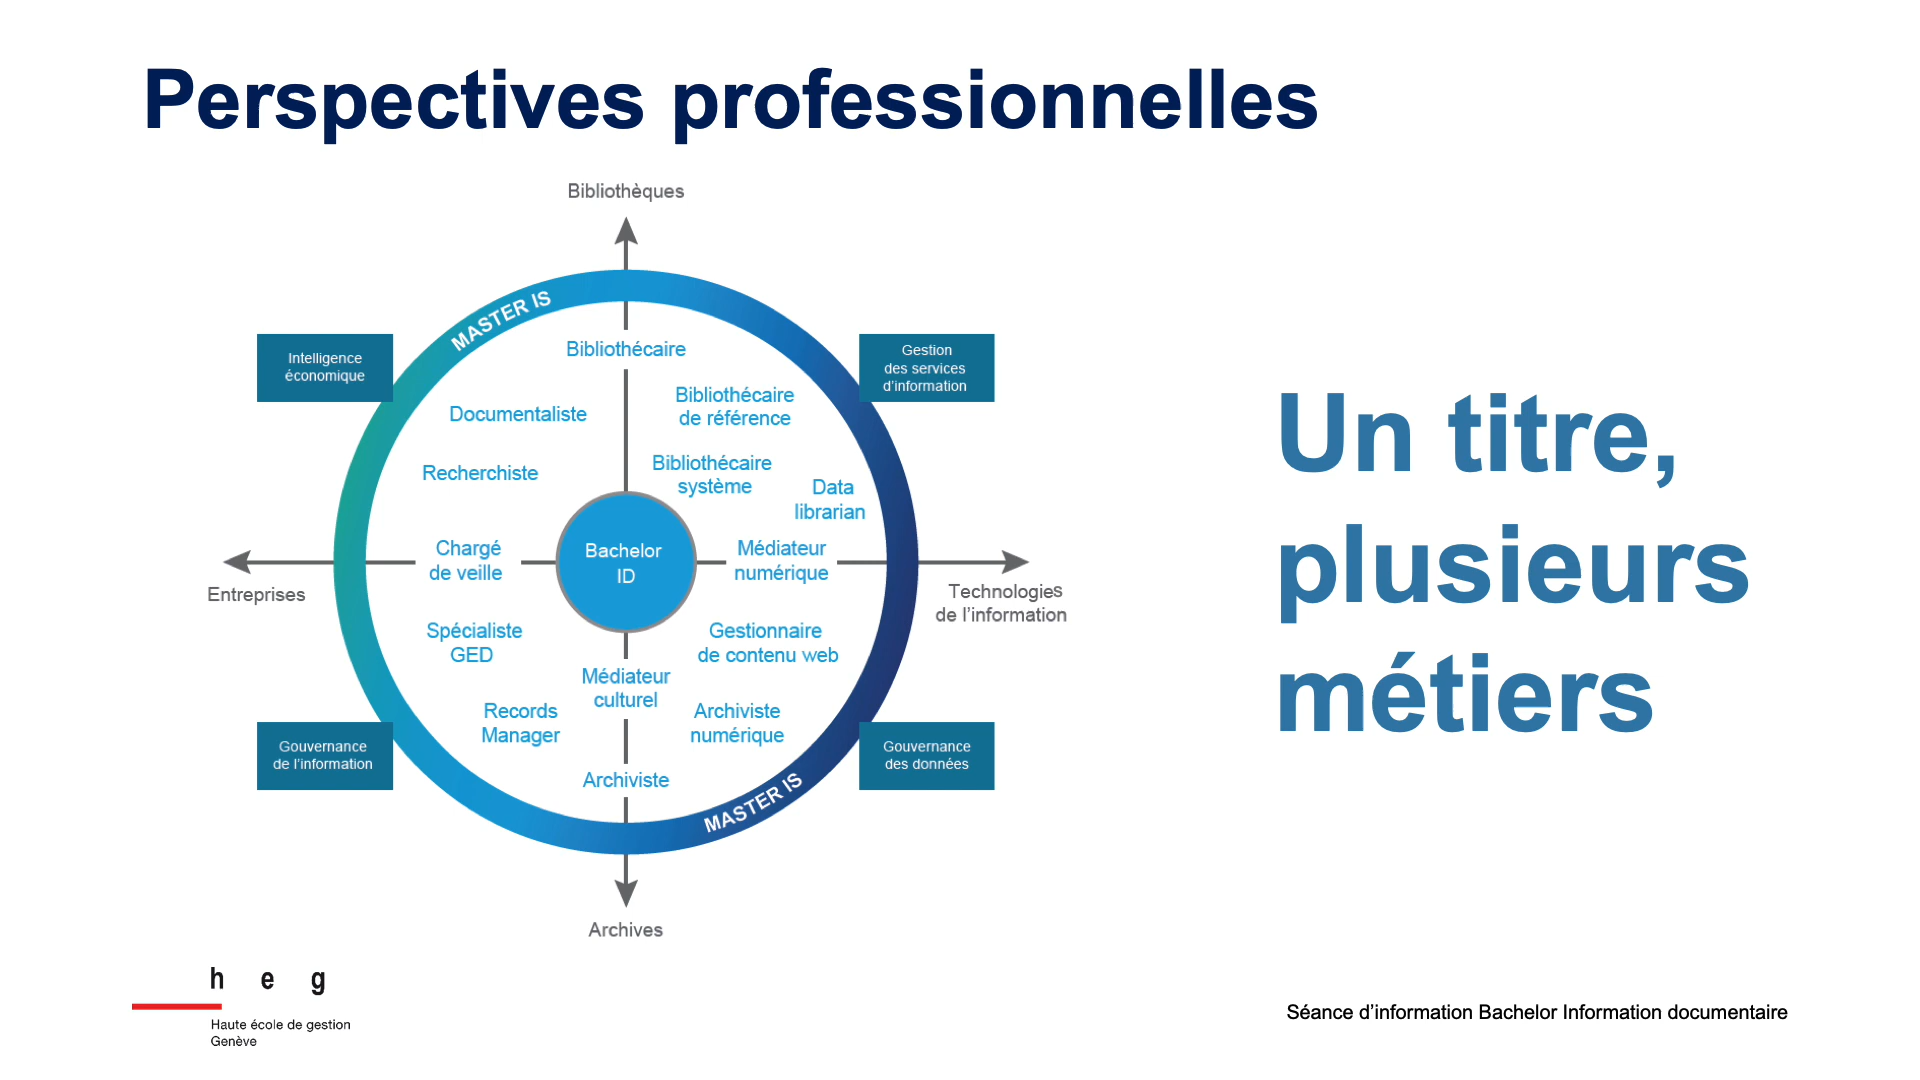 Perspectives professionnelles
Bibliothèques
MASTER IS
Intelligence
économique
Gestion
des services
d’information
Bibliothécaire
Documentaliste
Bibliothécaire
de référence
Recherchiste
Bibliothécaire
système
Data
librarian
Chargé
de veille
Bachelor
ID
Médiateur
numérique
Entreprises
Technologies
de l’information
Spécialiste
GED
Gestionnaire
de contenu web
Médiateur
culturel
Records
Manager
Archiviste
numérique
Gouvernance
de l’information
Gouvernance
des données
Archiviste
MASTER IS
Archives
Un titre,
plusieurs
métiers
h e g
Haute école de gestion
Genève
Séance d’information Bachelor Information documentaire